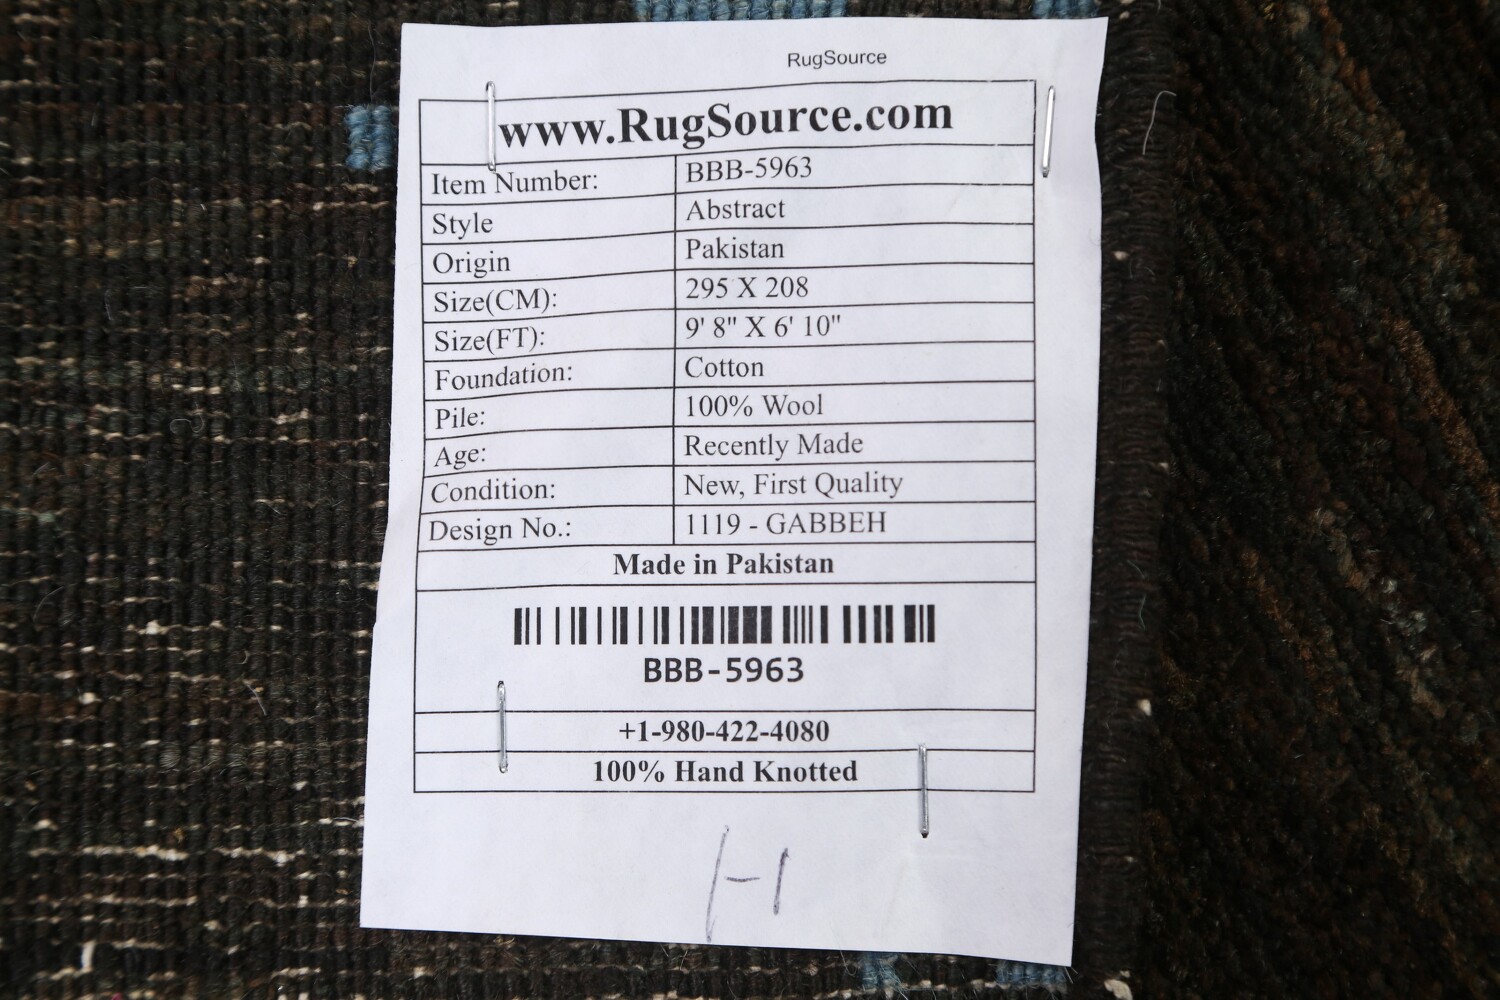 RugSource
www.RugSource.com
Item Number: BBB-5963
Style Abstract
Origin Pakistan
Size(CM): 295 X 208
Size(FT): 9' 8" X 6' 10"
Foundation: Cotton
Pile: 100% Wool
Age: Recently Made
Condition: New, First Quality
Design No.: 1119 - GABBEH
Made in Pakistan
BBB-5963
+1-980-422-4080
100% Hand Knotted